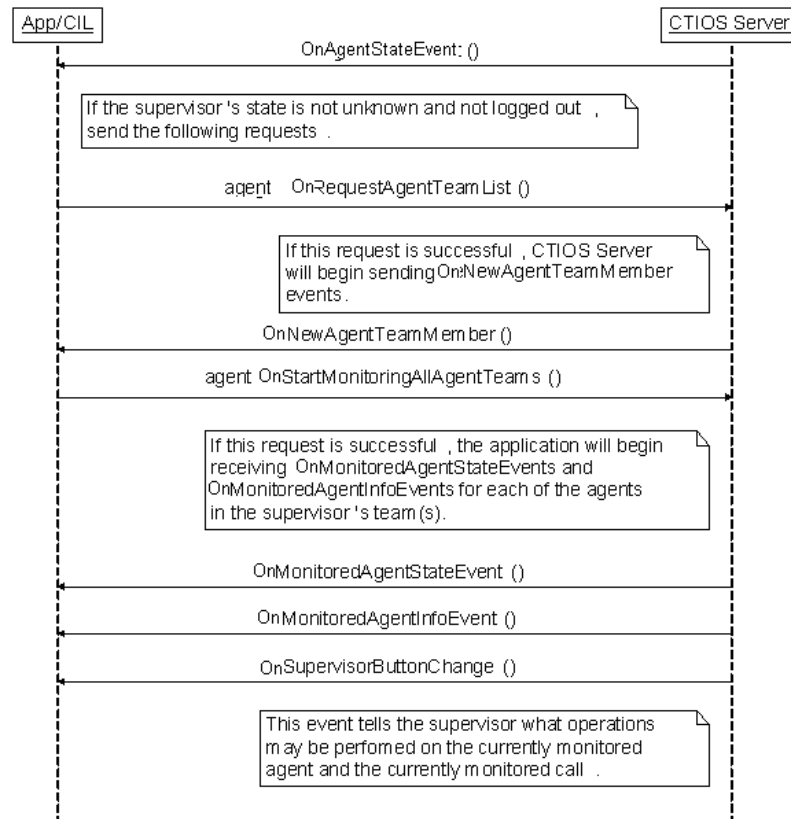 App/CIL
CTIOS Server
OnAgentStateEvent: ()
If the supervisor's state is not unknown and not logged out ,
send the following requests .
agent OnRequestAgentTeamList ()
If this request is successful , CTIOS Server
will begin sending OnNewAgentTeamMember
events.
OnNewAgentTeamMember ()
agent OnStartMonitoringAllAgentTeams ()
If this request is successful , the application will begin
receiving OnMonitoredAgentStateEvents and
OnMonitoredAgentInfoEvents for each of the agents
in the supervisor's team(s).
OnMonitoredAgentStateEvent ()
OnMonitoredAgentInfoEvent ()
OnSupervisorButtonChange ()
This event tells the supervisor what operations
may be perfomed on the currently monitored
agent and the currently monitored call .